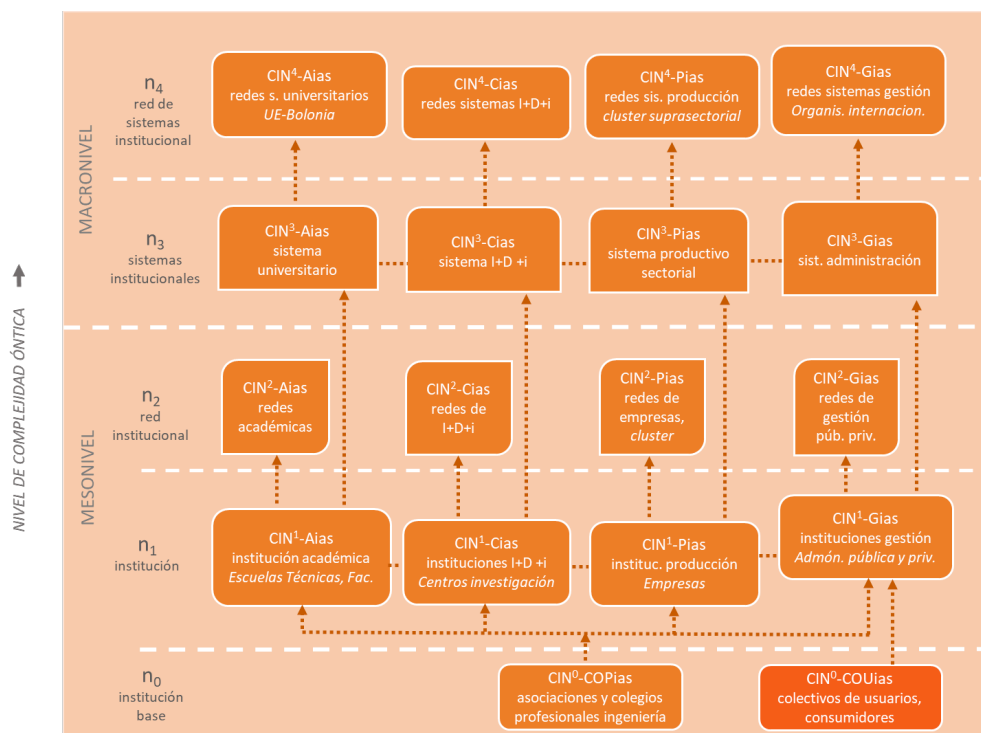 NIVEL DE COMPLEJIDAD ÓNTICA
MACRONIVEL
n4
red de
sistemas
institucional
CIN4-Aias
redes s. universitarios
UE-Bolonia
CIN4-Cias
redes sistemas I+D+i
CIN4-Pias
redes sis. producción
cluster suprasectorial
CIN4-Gias
redes sistemas gestión
Organis. internacion.
n3
sistemas
institucionales
CIN3-Aias
sistema
universitario
CIN3-Cias
sistema I+D +i
CIN3-Pias
sistema productivo
sectorial
CIN3-Gias
sist. administración
MESONIVEL
n2
red
institucional
CIN2-Aias
redes
académicas
CIN2-Cias
redes de
I+D+i
CIN2-Pias
redes de
empresas,
cluster
CIN2-Gias
redes de
gestión
púb. priv.
n1
institución
CIN1-Aias
institución académica
Escuelas Técnicas, Fac.
CIN1-Cias
instituciones I+D +i
Centros investigación
CIN1-Pias
instituc. producción
Empresas
CIN1-Gias
instituciones gestión
Admón. pública y priv.
n0
institución
base
CIN0-COPias
asociaciones y colegios
profesionales ingeniería
CIN0-COUias
colectivos de usuarios,
consumidores